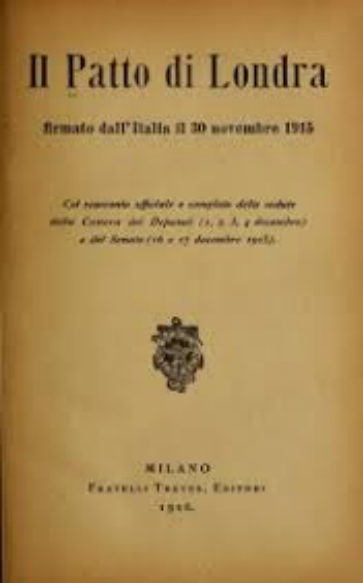 Il Patto di Londra
firmato dall'Italia il 30 novembre 1915
Col resoconto ufficiale e completo delle sedute
della Camera dei Deputati (1, 2, 3, 4 dicembre)
e del Senato (16 e 17 dicembre 1915).
MILANO
FRATELLI TREVES, EDITORI
1916.